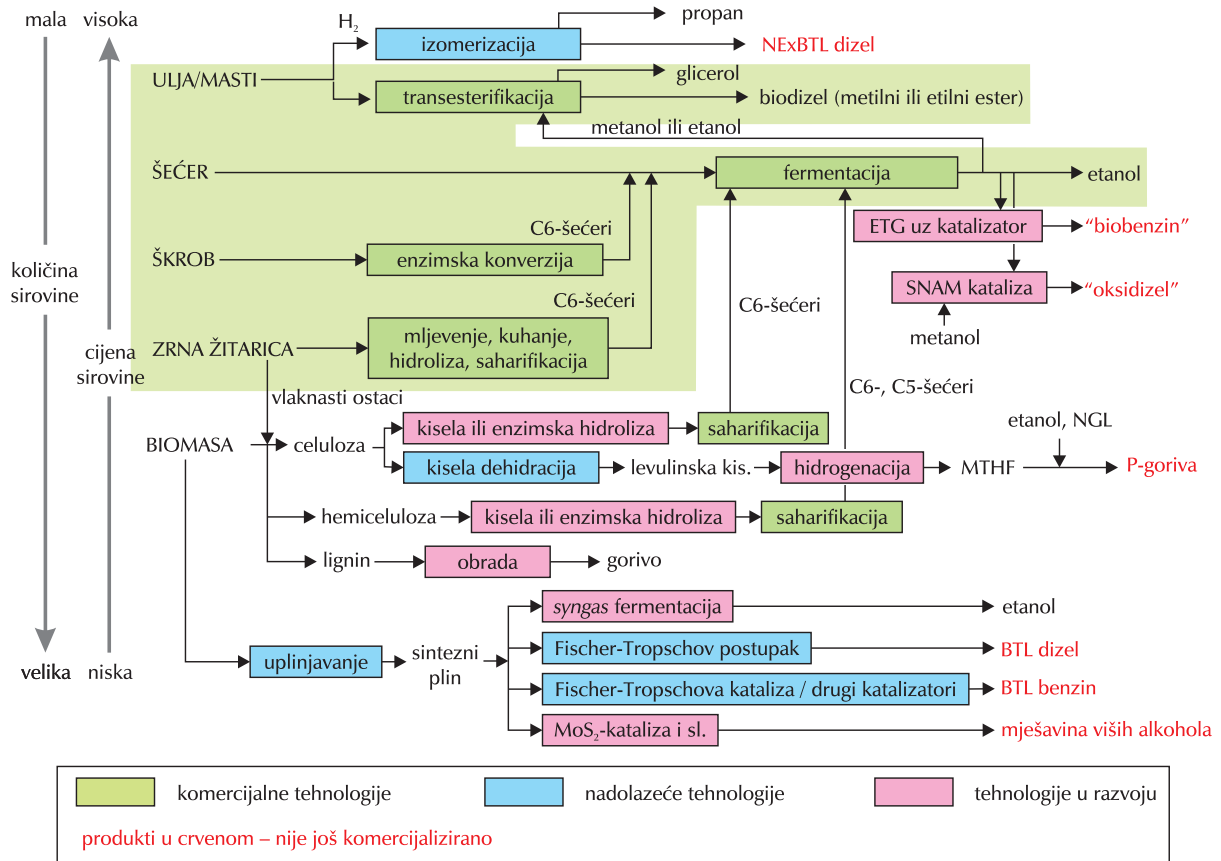 mala visoka
H₂
propan
izomerizacija
NExBTL dizel
ULJA/MASTI
glicerol
transesterifikacija
biodizel (metilni ili etilni ester)
metanol ili etanol
ŠEĆER
fermentacija
etanol
C6-šećeri
ETG uz katalizator
“biobenzin”
ŠKROB
enzimska konverzija
količina
sirovine
SNAM kataliza
“oksidizel”
C6-šećeri
C6-šećeri
metanol
ZRNA ŽITARICA
mljevenje, kuhanje,
hidroliza, saharifikacija
cijena
sirovine
C6-, C5-šećeri
vlaknasti ostaci
BIOMASA
celuloza
kisela ili enzimska hidroliza
saharifikacija
etanol, NGL
kisela dehidracija
levulinska kis.
hidrogenacija
MTHF
P-goriva
hemiceluloza
kisela ili enzimska hidroliza
saharifikacija
lignin
obrada
gorivo
syngas fermentacija
etanol
velika niska
uplinjavanje
sintezni
plin
Fischer-Tropschov postupak
BTL dizel
Fischer-Tropschova kataliza / drugi katalizatori
BTL benzin
MoS₂-kataliza i sl.
mješavina viših alkohola
komercijalne tehnologije
nadolazeće tehnologije
tehnologije u razvoju
produkti u crvenom – nije još komercijalizirano